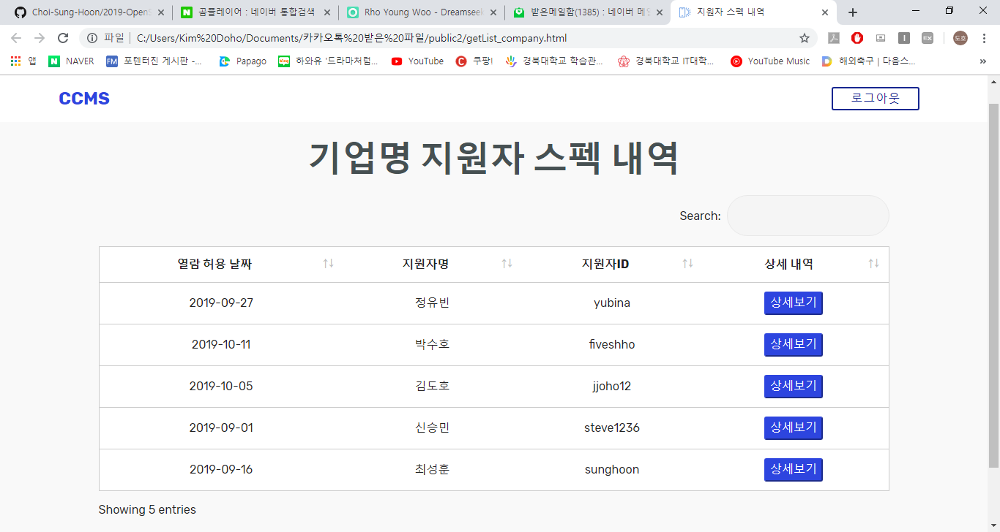 Choi-Sung-Hoon/2019-OpenS
곰플레이어 : 네이버 통합검색
Rho Young Woo - Dreamseek
받은메일함(1385) : 네이버 메일
지원자 스펙 내역
파일 C:/Users/Kim%20Doho/Documents/카카오톡%20받은%20파일/public2/getList_company.html
도호
앱 NAVER 포텐터진 게시판 -... Papago 하와유 '드라마처럼... YouTube 쿠팡! 경북대학교 학습관... 경북대학교 IT대학... YouTube Music 해외축구 | 다음스...
CCMS 로그아웃
기업명 지원자 스펙 내역
Search:
열람 허용 날짜 지원자명 지원자ID 상세 내역
2019-09-27 정유빈 yubina 상세보기
2019-10-11 박수호 fiveshho 상세보기
2019-10-05 김도호 jjoho12 상세보기
2019-09-01 신승민 steve1236 상세보기
2019-09-16 최성훈 sunghoon 상세보기
Showing 5 entries